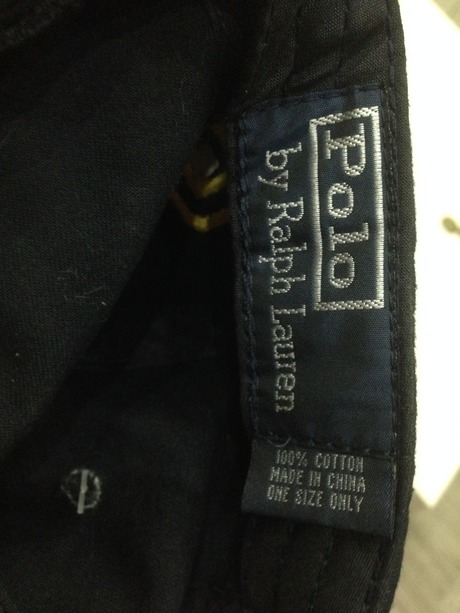 Polo
by Ralph Lauren
100% COTTON
MADE IN CHINA
ONE SIZE ONLY